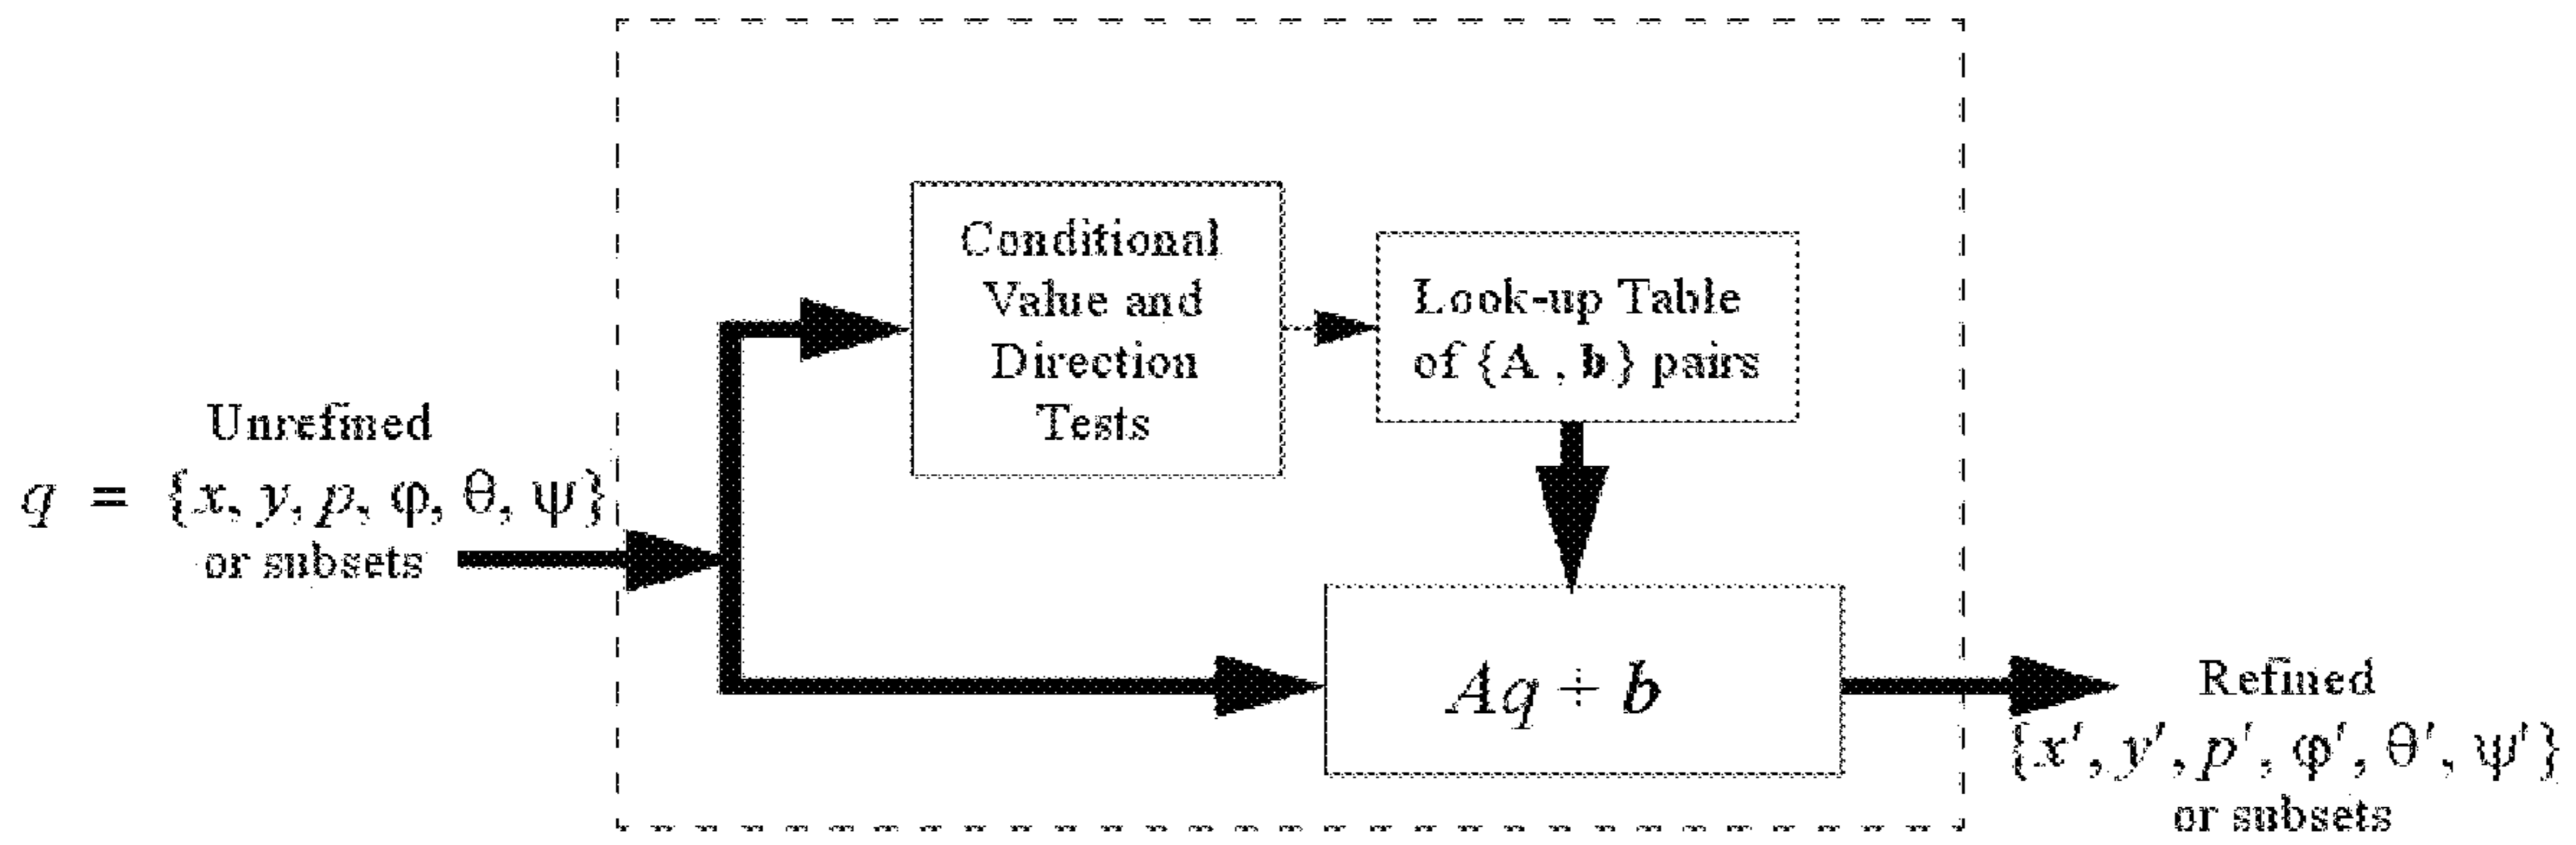 Conditional
Value and
Direction
Tests
Look-up Table
of {A , b} pairs
Unrefined
q = {x, y, p, φ, θ, ψ}
or subsets
Aq ÷ b
Refined
{x′, y′, p′, φ′, θ′, ψ′}
or subsets